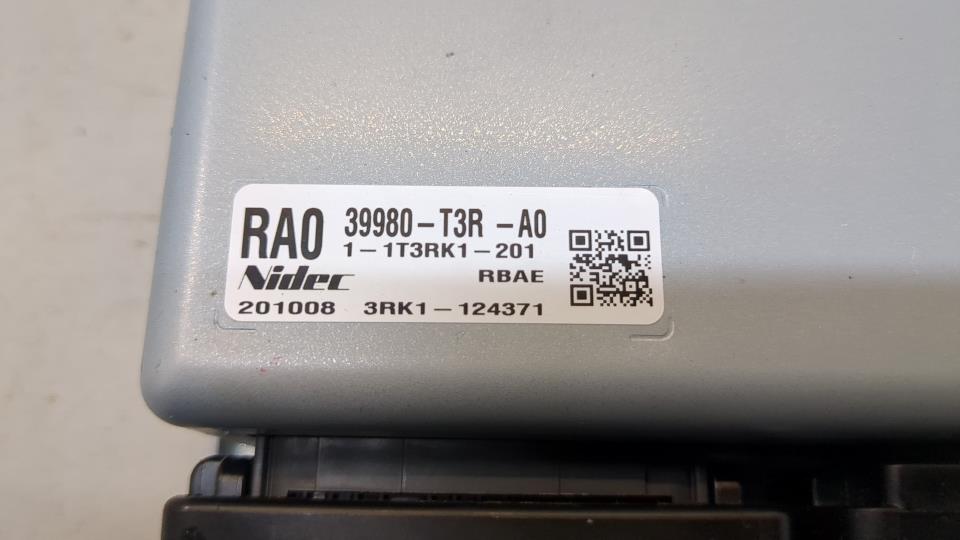 RA0 39980-T3R -A0
1-1T3RK1-201
Nidec RBAE
201008 3RK1-124371